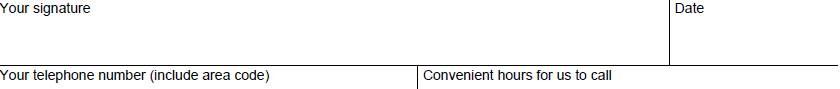 Your signature
Date
Your telephone number (include area code)
Convenient hours for us to call